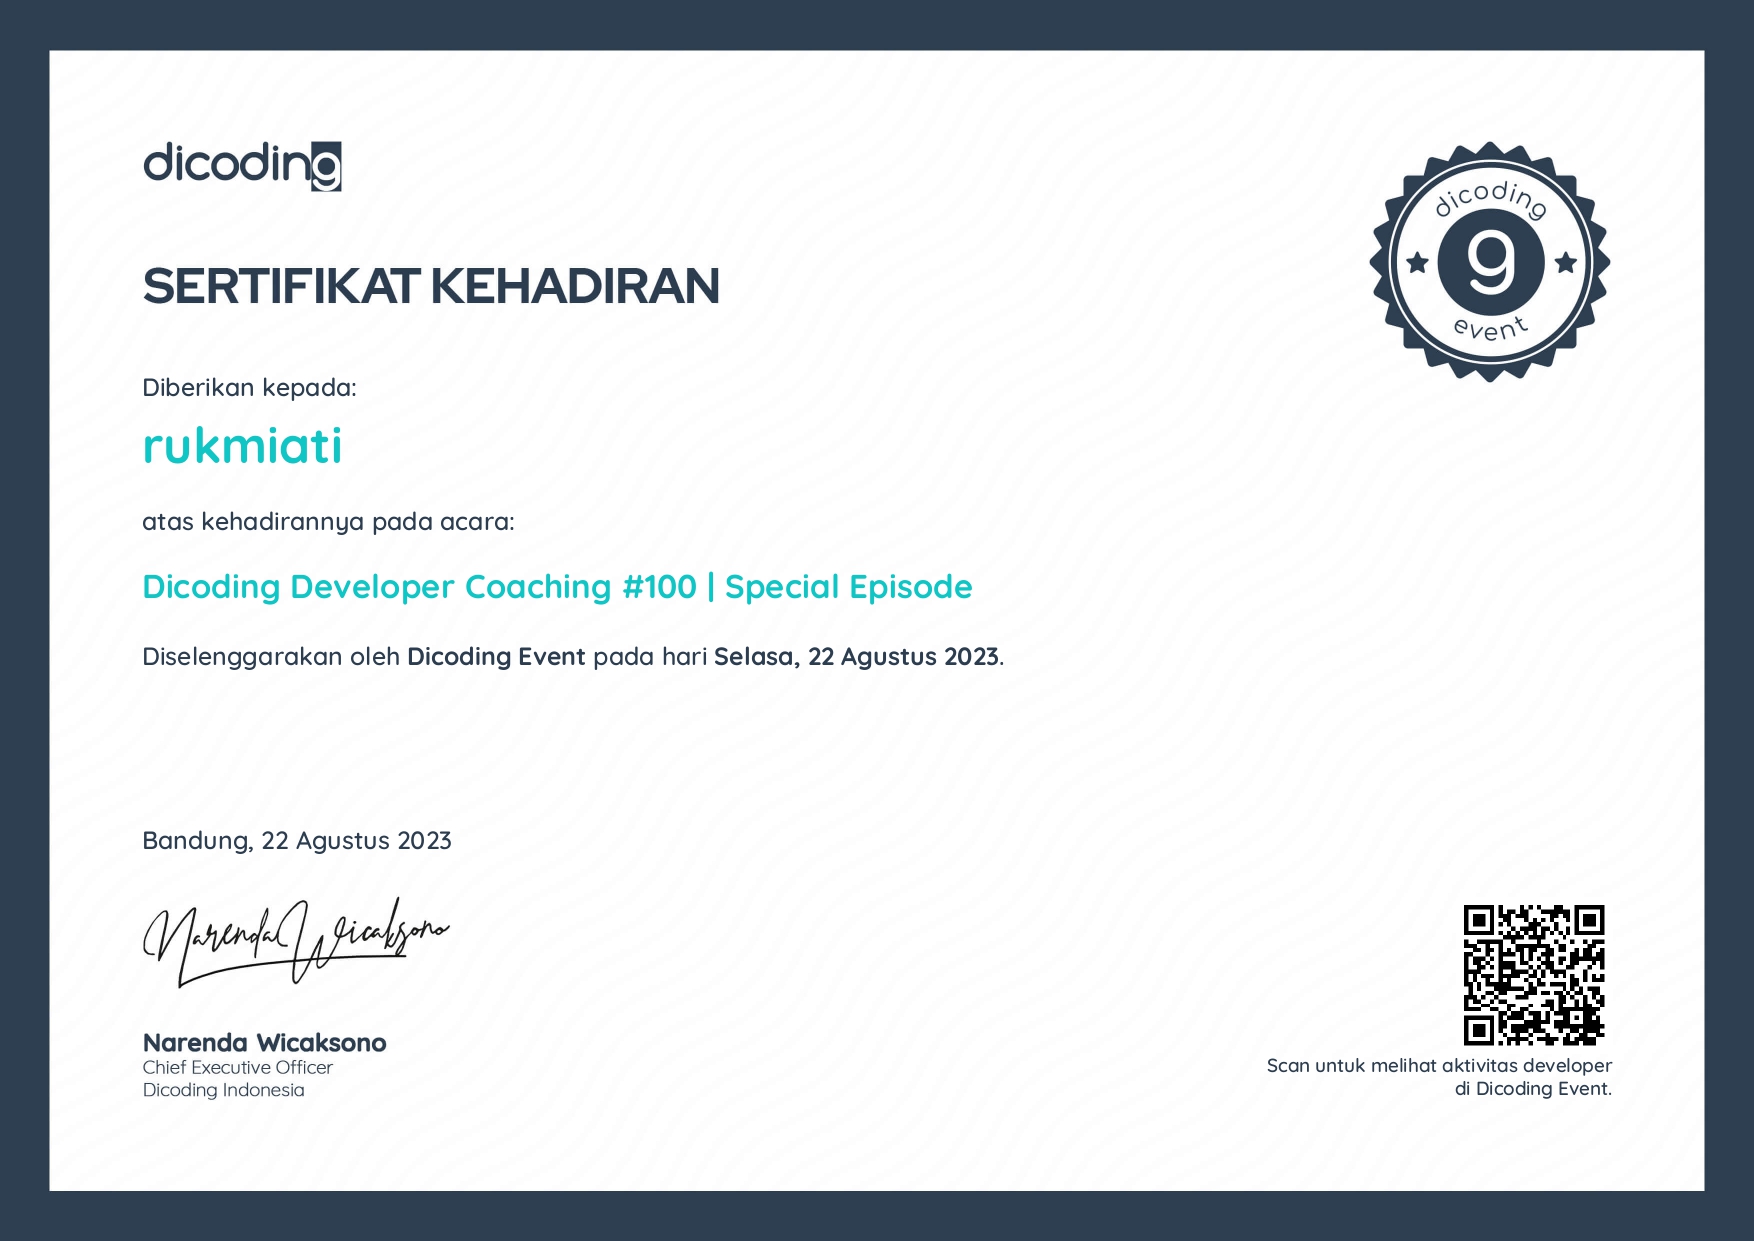 dicoding
SERTIFIKAT KEHADIRAN
dicoding
g
event
Diberikan kepada:
rukmiati
atas kehadirannya pada acara:
Dicoding Developer Coaching #100 | Special Episode
Diselenggarakan oleh Dicoding Event pada hari Selasa, 22 Agustus 2023.
Bandung, 22 Agustus 2023
Narenda Wicaksono
Narenda Wicaksono
Chief Executive Officer
Dicoding Indonesia
Scan untuk melihat aktivitas developer
di Dicoding Event.